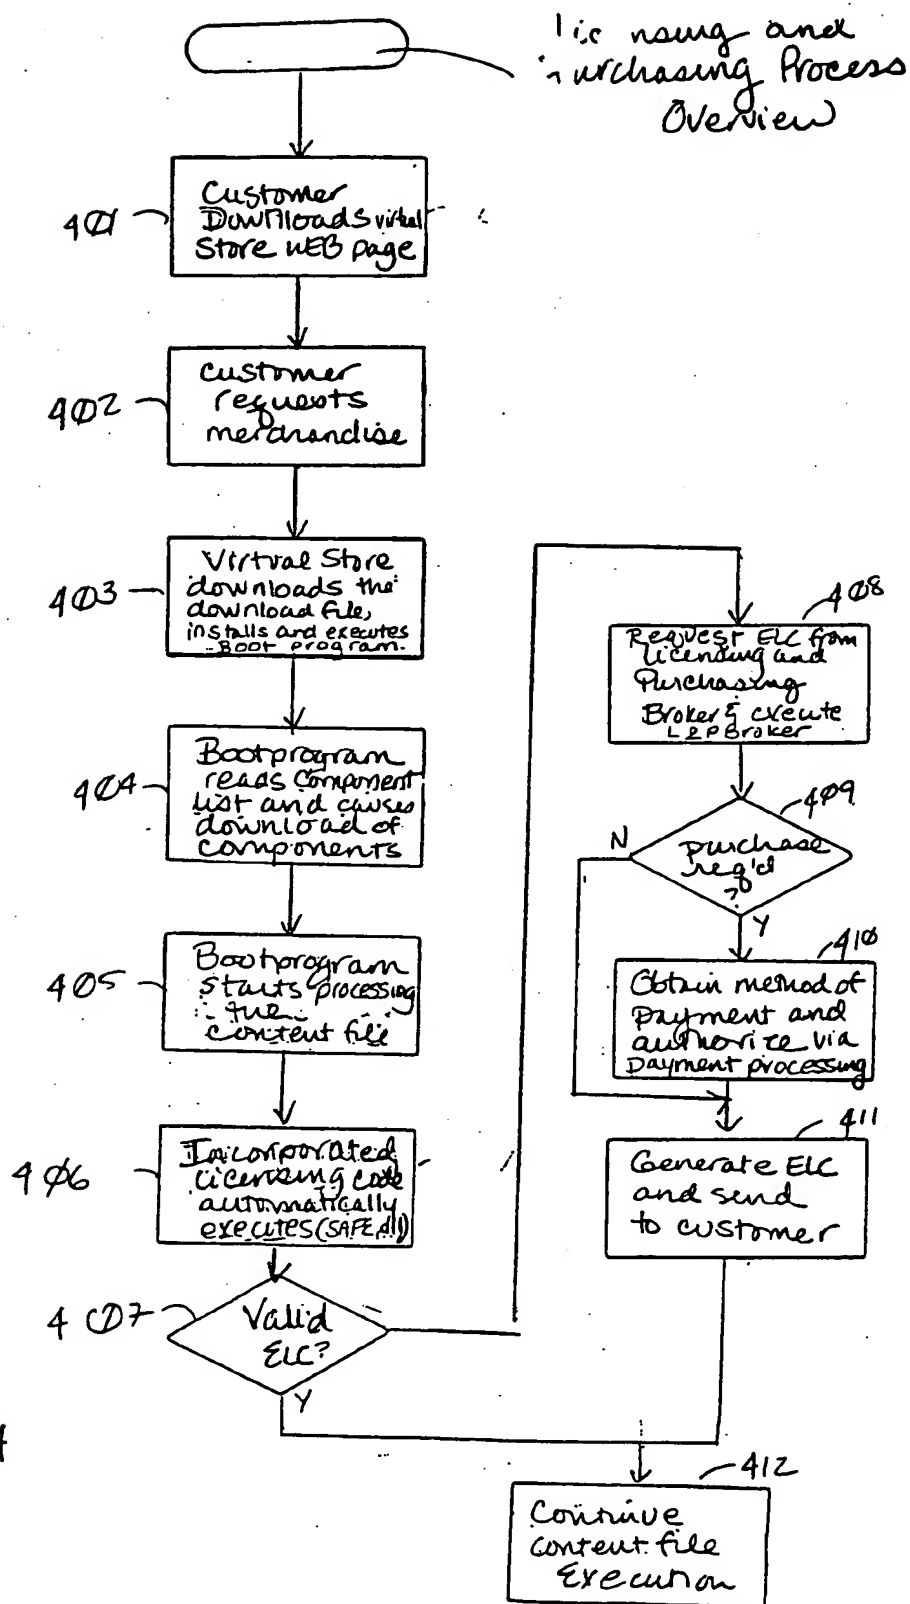 nsing and
Purchasing Process
Overview
401
Customer
Downloads virtual
Store WEB page
402
Customer
requests
merchandise
403
Virtual Store
downloads the
download file,
installs and executes
Boot program.
404
Bootprogram
reads component
list and causes
download of
components
405
Bootprogram
starts processing
the
content file
406
Incorporated
licensing code
automatically
executes (SAFE.dll)
407
Valid
ELC?
Y
408
Request ELC from
licensing and
Purchasing
Broker & execute
L&P Broker
409
purchase
req'd
?
N
Y
410
Obtain method of
payment and
authorize via
payment processing
411
Generate ELC
and send
to customer
412
Continue
content file
Execution